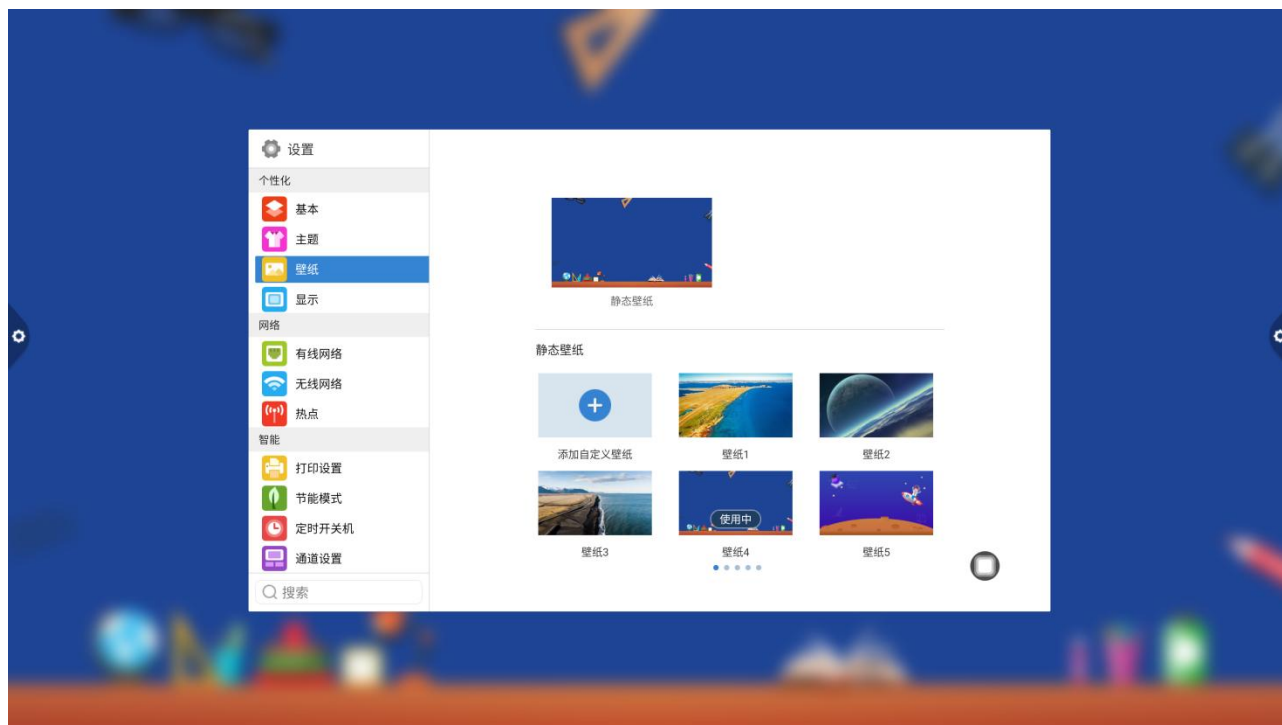 设置
个性化
基本
主题
壁纸
显示
网络
有线网络
无线网络
热点
智能
打印设置
节能模式
定时开关机
通道设置
搜索
静态壁纸
静态壁纸
添加自定义壁纸
壁纸1
壁纸2
使用中
壁纸3
壁纸4
壁纸5